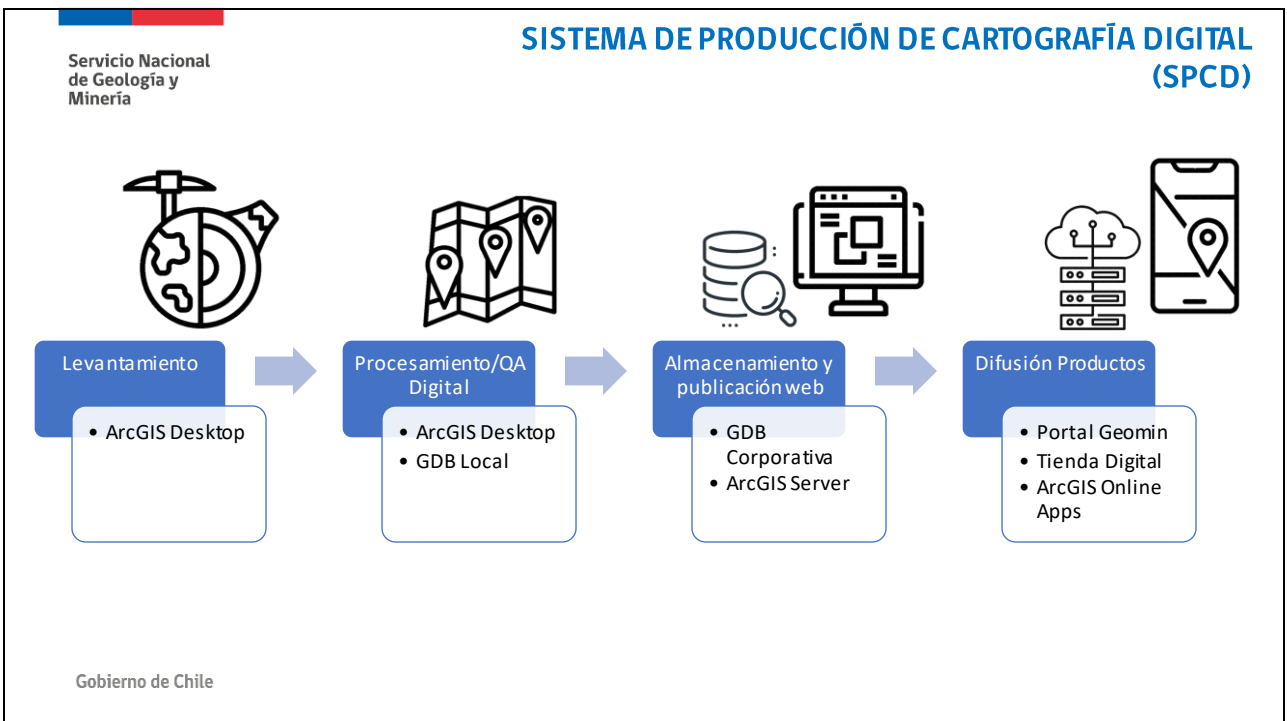 Servicio Nacional
de Geología y
Minería
SISTEMA DE PRODUCCIÓN DE CARTOGRAFÍA DIGITAL
(SPCD)
Levantamiento
• ArcGIS Desktop
Procesamiento/QA
Digital
• ArcGIS Desktop
• GDB Local
Almacenamiento y
publicación web
• GDB
Corporativa
• ArcGIS Server
Difusión Productos
• Portal Geomin
• Tienda Digital
• ArcGIS Online
Apps
Gobierno de Chile